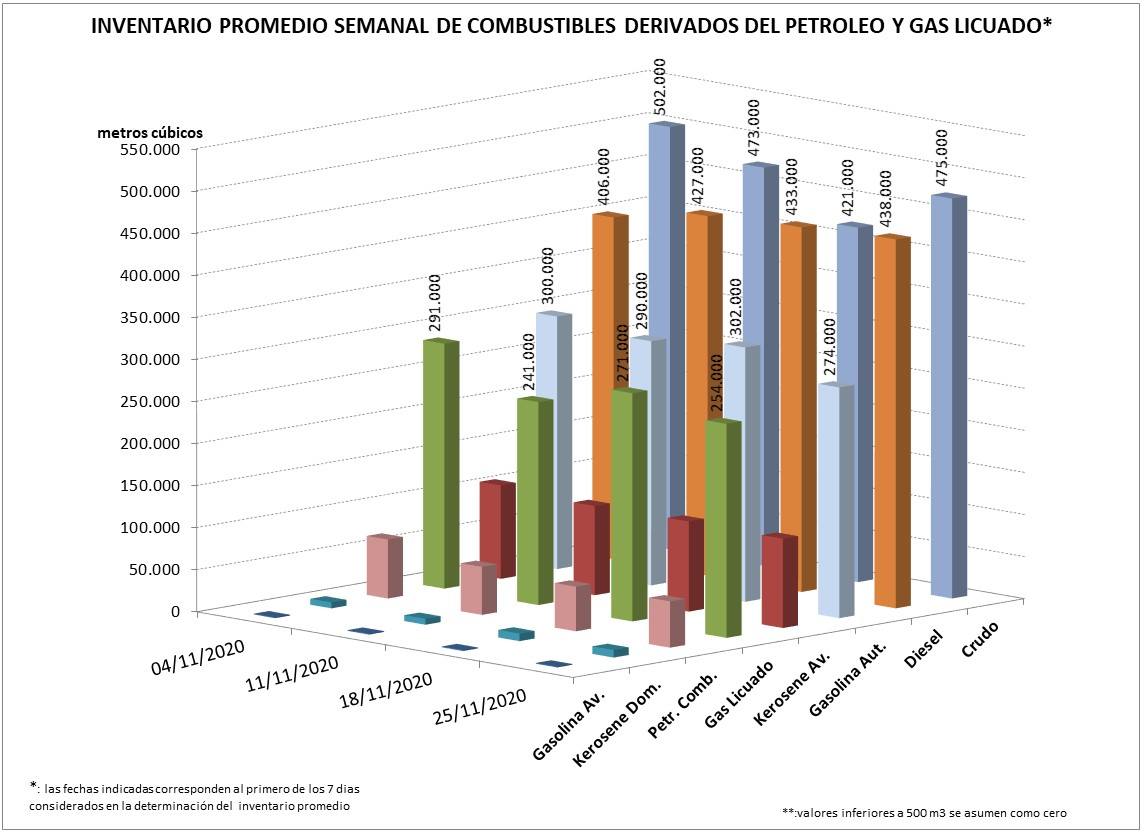 INVENTARIO PROMEDIO SEMANAL DE COMBUSTIBLES DERIVADOS DEL PETROLEO Y GAS LICUADO*
metros cúbicos
550.000
500.000
450.000
400.000
350.000
300.000
250.000
200.000
150.000
100.000
50.000
0
291.000
241.000
271.000
254.000
300.000
290.000
302.000
274.000
406.000
427.000
433.000
438.000
502.000
473.000
421.000
475.000
04/11/2020
11/11/2020
18/11/2020
25/11/2020
Gasolina Av.
Kerosene Dom.
Petr. Comb.
Gas Licuado
Kerosene Av.
Gasolina Aut.
Diesel
Crudo
*: las fechas indicadas corresponden al primero de los 7 dias
considerados en la determinación del inventario promedio
**:valores inferiores a 500 m3 se asumen como cero